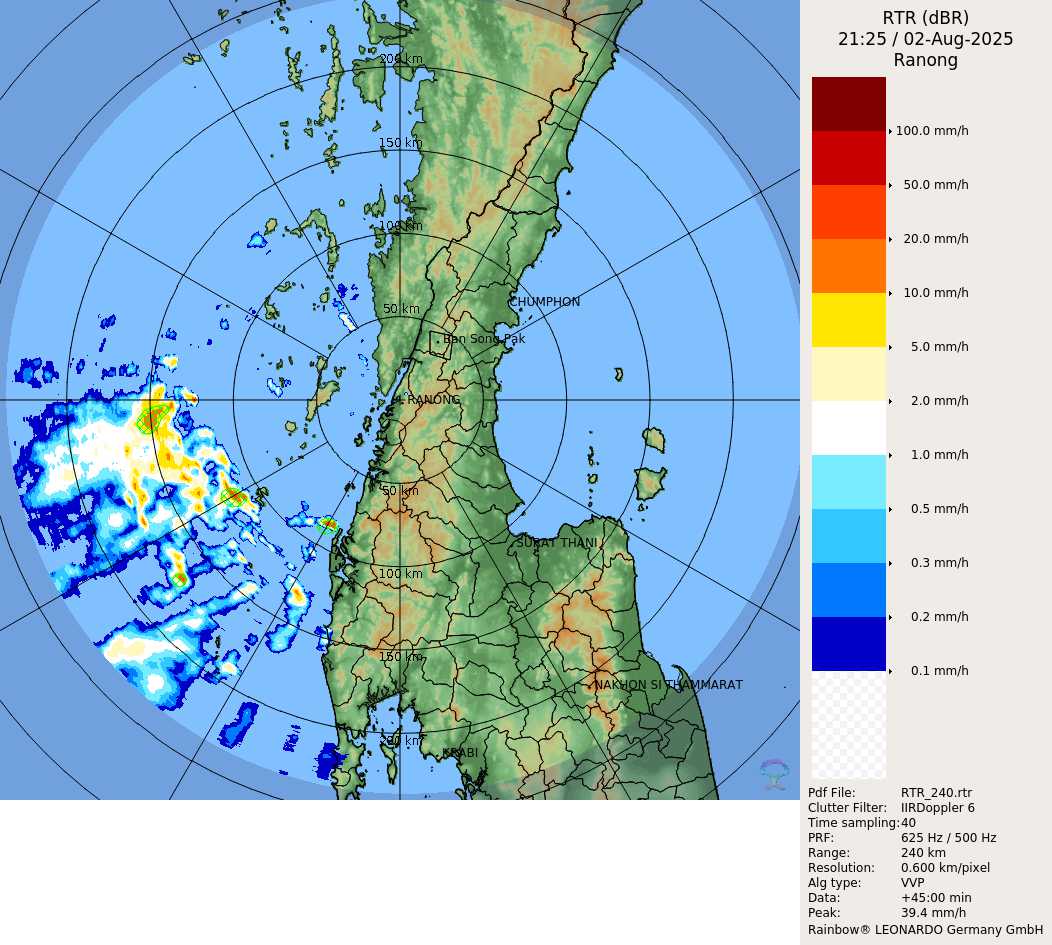 RTR (dBR)
21:25 / 02-Aug-2025
Ranong
200 km
150 km
100 km
50 km
CHUMPHON
Ban Song Pak
RANONG
50 km
SURAT THANI
100 km
150 km
NAKHON SI THAMMARAT
200 km
KRABI
100.0 mm/h
50.0 mm/h
20.0 mm/h
10.0 mm/h
5.0 mm/h
2.0 mm/h
1.0 mm/h
0.5 mm/h
0.3 mm/h
0.2 mm/h
0.1 mm/h
Pdf File: RTR_240.rtr
Clutter Filter: IIRDoppler 6
Time sampling: 40
PRF: 625 Hz / 500 Hz
Range: 240 km
Resolution: 0.600 km/pixel
Alg type: VVP
Data: +45:00 min
Peak: 39.4 mm/h
Rainbow® LEONARDO Germany GmbH